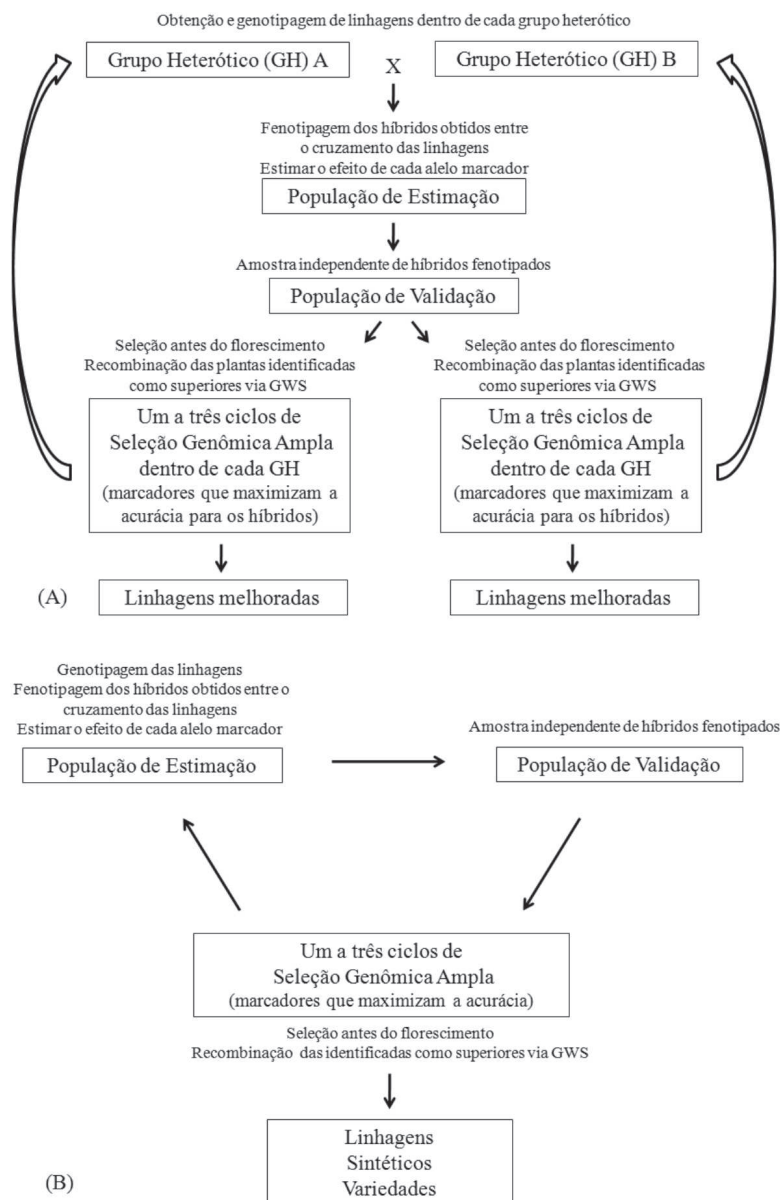 Obtenção e genotipagem de linhagens dentro de cada grupo heterótico
Grupo Heterótico (GH) A
X
Grupo Heterótico (GH) B
Fenotipagem dos híbridos obtidos entre
o cruzamento das linhagens
Estimar o efeito de cada alelo marcador
População de Estimação
Amostra independente de híbridos fenotipados
População de Validação
Seleção antes do florescimento
Recombinação das plantas identificadas
como superiores via GWS
Um a três ciclos de
Seleção Genômica Ampla
dentro de cada GH
(marcadores que maximizam a
acurácia para os híbridos)
Linhagens melhoradas
Seleção antes do florescimento
Recombinação das plantas identificadas
como superiores via GWS
Um a três ciclos de
Seleção Genômica Ampla
dentro de cada GH
(marcadores que maximizam a
acurácia para os híbridos)
Linhagens melhoradas
(A)
Genotipagem das linhagens
Fenotipagem dos híbridos obtidos entre o
cruzamento das linhagens
Estimar o efeito de cada alelo marcador
População de Estimação
Amostra independente de híbridos fenotipados
População de Validação
Um a três ciclos de
Seleção Genômica Ampla
(marcadores que maximizam a acurácia)
Seleção antes do florescimento
Recombinação das identificadas como superiores via GWS
Linhagens
Sintéticos
Variedades
(B)